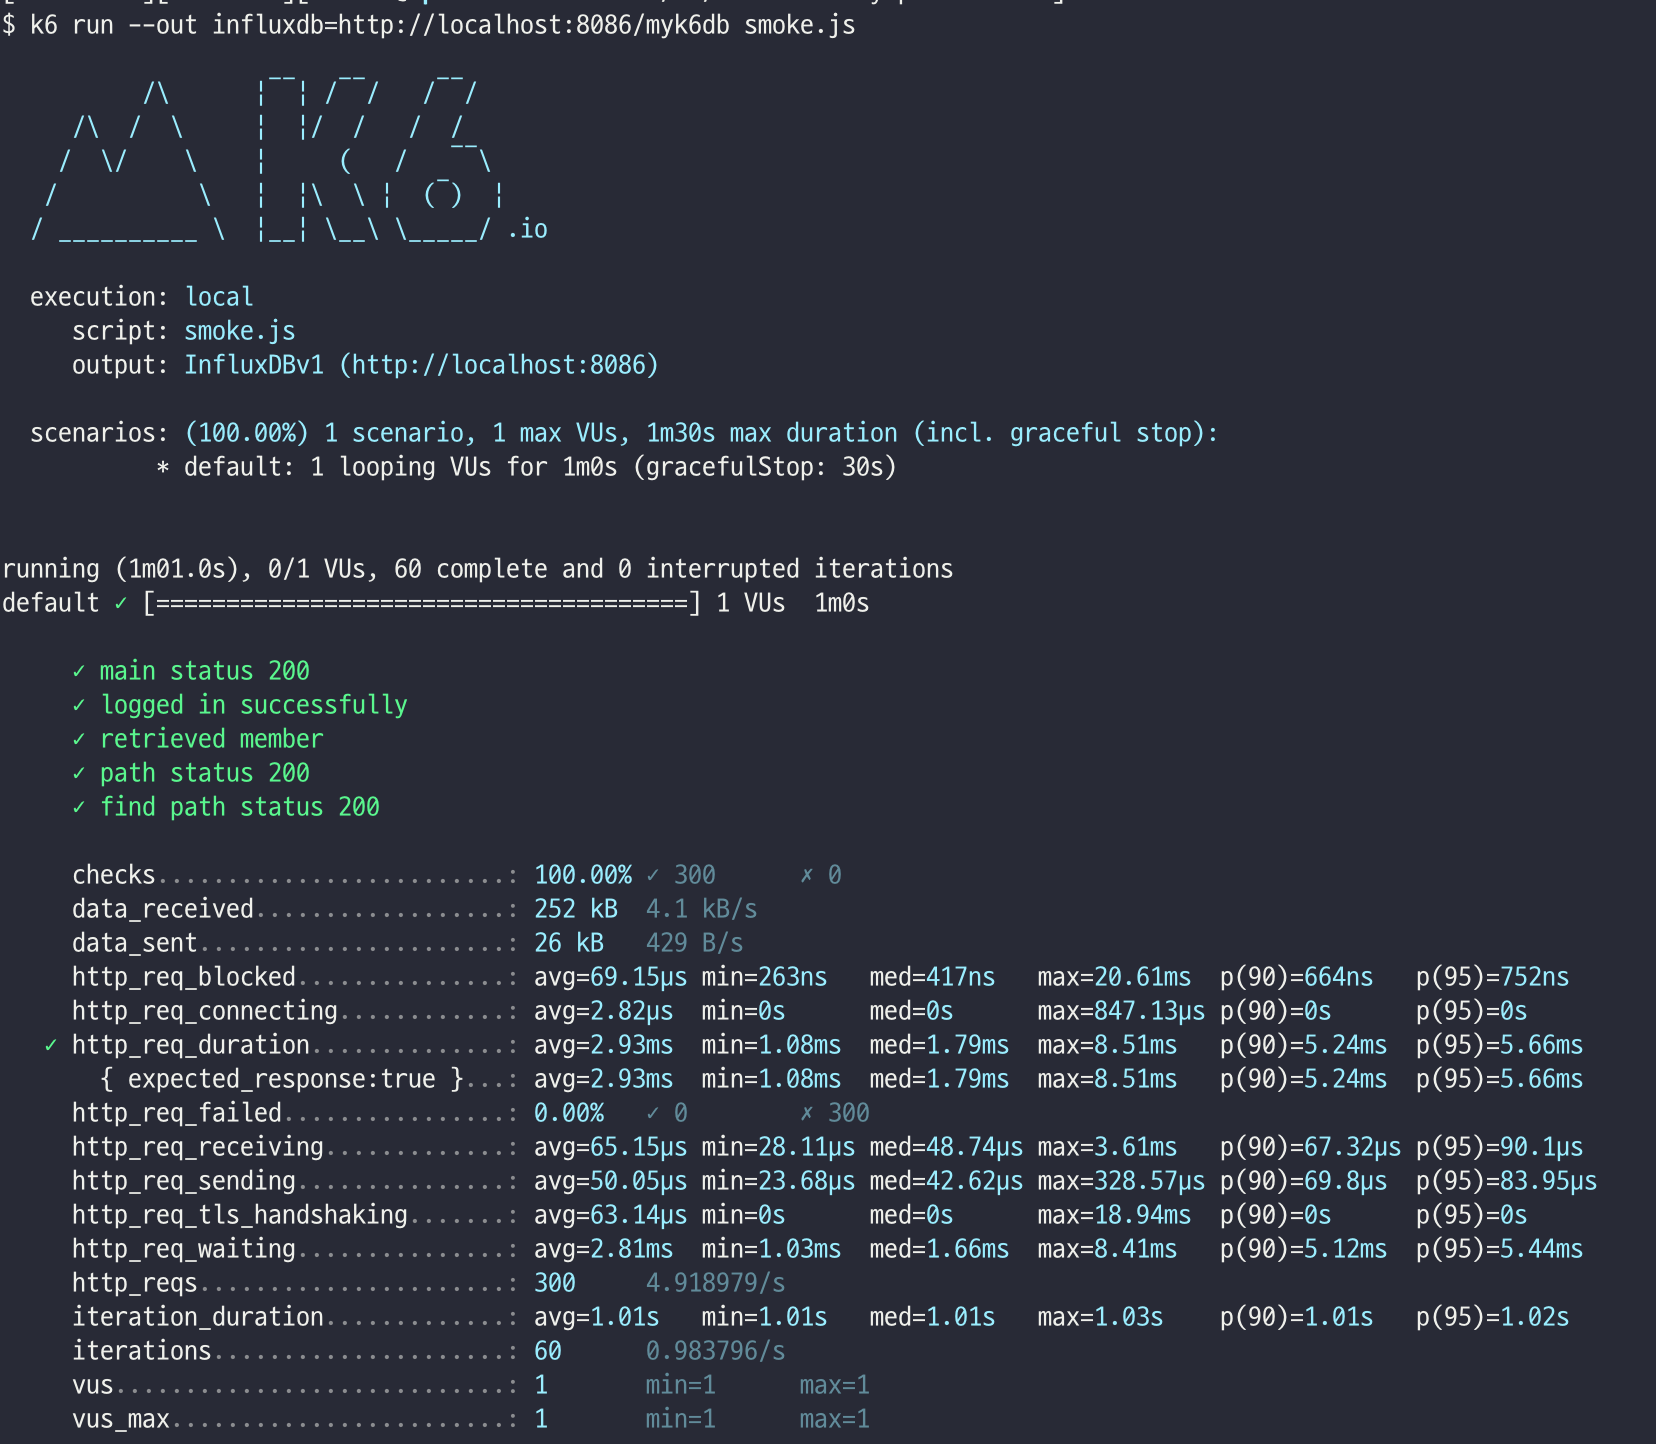 $ k6 run --out influxdb=http://localhost:8086/myk6db smoke.js
.io
execution: local
script: smoke.js
output: InfluxDBv1 (http://localhost:8086)
scenarios: (100.00%) 1 scenario, 1 max VUs, 1m30s max duration (incl. graceful stop):
* default: 1 looping VUs for 1m0s (gracefulStop: 30s)
running (1m01.0s), 0/1 VUs, 60 complete and 0 interrupted iterations
default ✓ [======================================] 1 VUs  1m0s
✓ main status 200
✓ logged in successfully
✓ retrieved member
✓ path status 200
✓ find path status 200
checks.........................: 100.00% ✓ 300      ✗ 0
data_received..................: 252 kB  4.1 kB/s
data_sent......................: 26 kB   429 B/s
http_req_blocked...............: avg=69.15µs min=263ns   med=417ns   max=20.61ms  p(90)=664ns   p(95)=752ns
http_req_connecting............: avg=2.82µs  min=0s      med=0s      max=847.13µs p(90)=0s      p(95)=0s
✓ http_req_duration..............: avg=2.93ms  min=1.08ms  med=1.79ms  max=8.51ms   p(90)=5.24ms  p(95)=5.66ms
{ expected_response:true }...: avg=2.93ms  min=1.08ms  med=1.79ms  max=8.51ms   p(90)=5.24ms  p(95)=5.66ms
http_req_failed................: 0.00%   ✓ 0        ✗ 300
http_req_receiving.............: avg=65.15µs min=28.11µs med=48.74µs max=3.61ms   p(90)=67.32µs p(95)=90.1µs
http_req_sending...............: avg=50.05µs min=23.68µs med=42.62µs max=328.57µs p(90)=69.8µs  p(95)=83.95µs
http_req_tls_handshaking.......: avg=63.14µs min=0s      med=0s      max=18.94ms  p(90)=0s      p(95)=0s
http_req_waiting...............: avg=2.81ms  min=1.03ms  med=1.66ms  max=8.41ms   p(90)=5.12ms  p(95)=5.44ms
http_reqs......................: 300     4.918979/s
iteration_duration.............: avg=1.01s   min=1.01s   med=1.01s   max=1.03s    p(90)=1.01s   p(95)=1.02s
iterations.....................: 60      0.983796/s
vus............................: 1       min=1      max=1
vus_max........................: 1       min=1      max=1